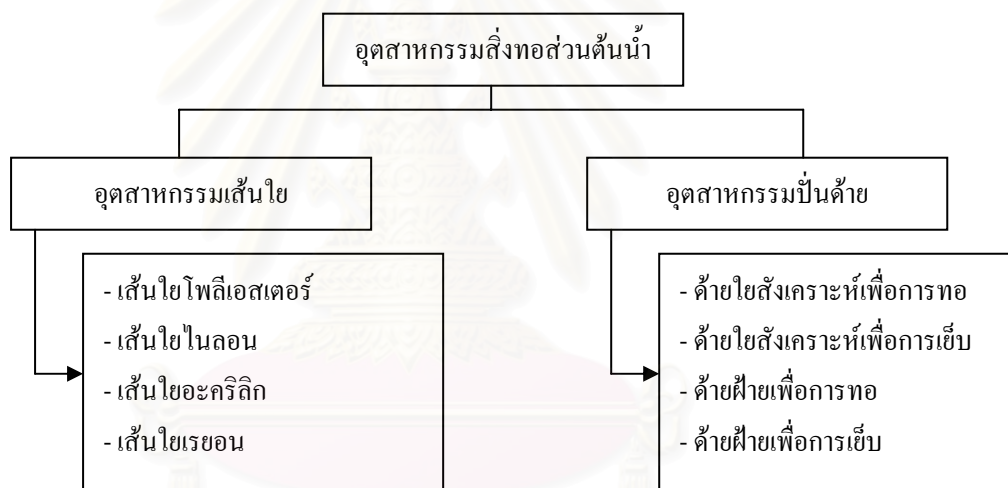 อุตสาหกรรมสิ่งทอส่วนต้นน้ำ
อุตสาหกรรมเส้นใย
- เส้นใยโพลีเอสเตอร์
- เส้นใยไนลอน
- เส้นใยอะคริลิก
- เส้นใยเรยอน
อุตสาหกรรมปั่นด้าย
- ด้ายใยสังเคราะห์เพื่อการทอ
- ด้ายใยสังเคราะห์เพื่อการเย็บ
- ด้ายฝ้ายเพื่อการทอ
- ด้ายฝ้ายเพื่อการเย็บ